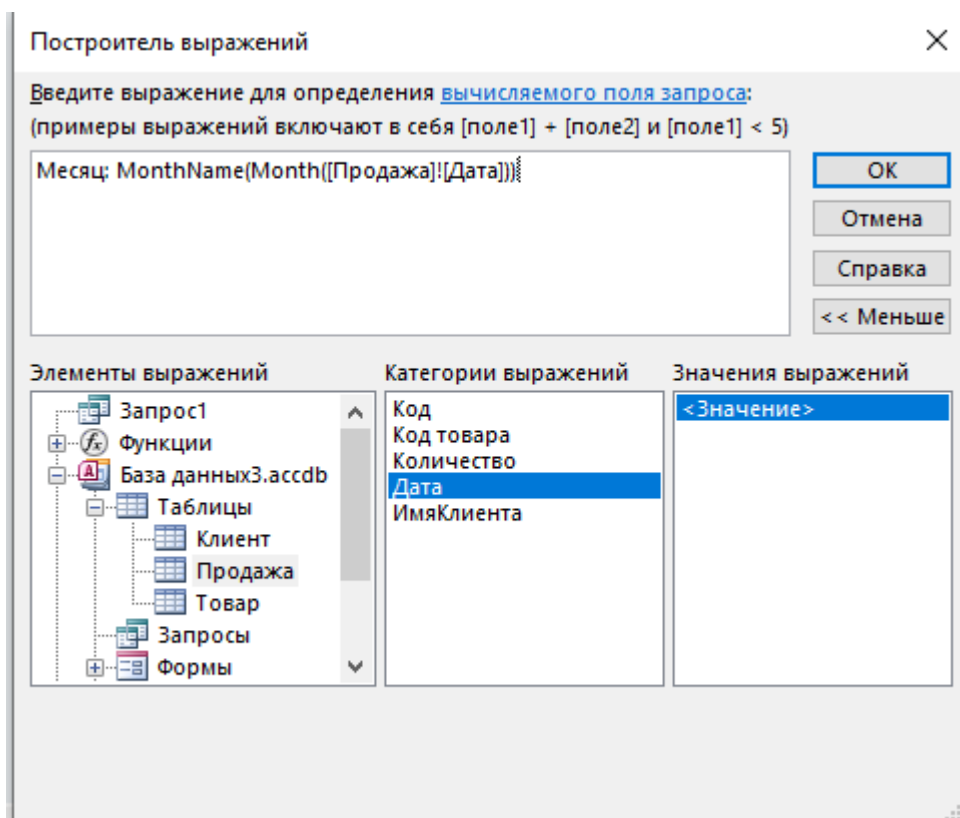 Построитель выражений
Введите выражение для определения вычисляемого поля запроса:
(примеры выражений включают в себя [поле1] + [поле2] и [поле1] < 5)
Месяц: MonthName(Month([Продажа]![Дата]))
ОК
Отмена
Справка
<< Меньше
Элементы выражений
Категории выражений
Значения выражений
Запрос1
Функции
База данных3.accdb
Таблицы
Клиент
Продажа
Товар
Запросы
Формы
Код
Код товара
Количество
Дата
ИмяКлиента
<Значение>